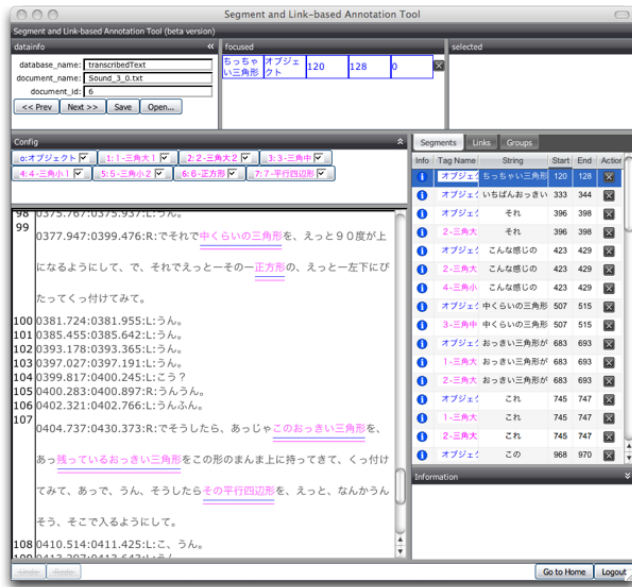 Segment and Link-based Annotation Tool
Segment and Link-based Annotation Tool (beta version)
datainfo «
database_name: transcribedText
document_name: Sound_3_0.txt
document_id: 6
<< Prev Next >> Save Open...
focused
ちっちゃい三角形 オブジェクト 120 128 0
selected
Config
o:オブジェクト 1:1-三角大1 2:2-三角大2 3:3-三角中
4:4-三角小1 5:5-三角小2 6:6-正方形 7:7-平行四辺形
98 0375.767:0375.937:L:うん。
99
0377.947:0399.476:R:でそれで中くらいの三角形を、えっと90度が上
になるようにして、で、それでえっとーその一正方形の、えっと一左下にぴ
たってくっ付けてみて。
100 0381.724:0381.955:L:うん。
101 0385.455:0385.642:L:うん。
102 0393.178:0393.365:L:うん。
103 0397.027:0397.191:L:うん。
104 0399.817:0400.245:L:こう?
105 0400.283:0400.897:R:うんうん。
106 0402.321:0402.766:L:うんふん。
107
0404.737:0430.373:R:でそうしたら、あっじゃこのおっきい三角形を、
あっ残っているおっきい三角形をこの形のまんま上に持ってきて、くっ付け
てみて、あっで、うん、そうしたらその平行四辺形を、えっと、なんかうん
そう、そこで入るようにして。
108 0410.514:0411.425:L:こ、うん。
Segments Links Groups
Info Tag Name String Start End Action
オブジェク ちっちゃい三角形 120 128
オブジェク いちばんおっきい 333 344
オブジェク それ 396 398
2-三角大 それ 396 398
オブジェク こんな感じの 423 429
2-三角大 こんな感じの 423 429
4-三角小 こんな感じの 423 429
オブジェク 中くらいの三角形 507 515
3-三角中 中くらいの三角形 507 515
オブジェク おっきい三角形が 683 693
1-三角大 おっきい三角形が 683 693
2-三角大 おっきい三角形が 683 693
オブジェク これ 745 747
1-三角大 これ 745 747
2-三角大 これ 745 747
オブジェク この 968 970
Information
Undo Redo
Go to Home Logout